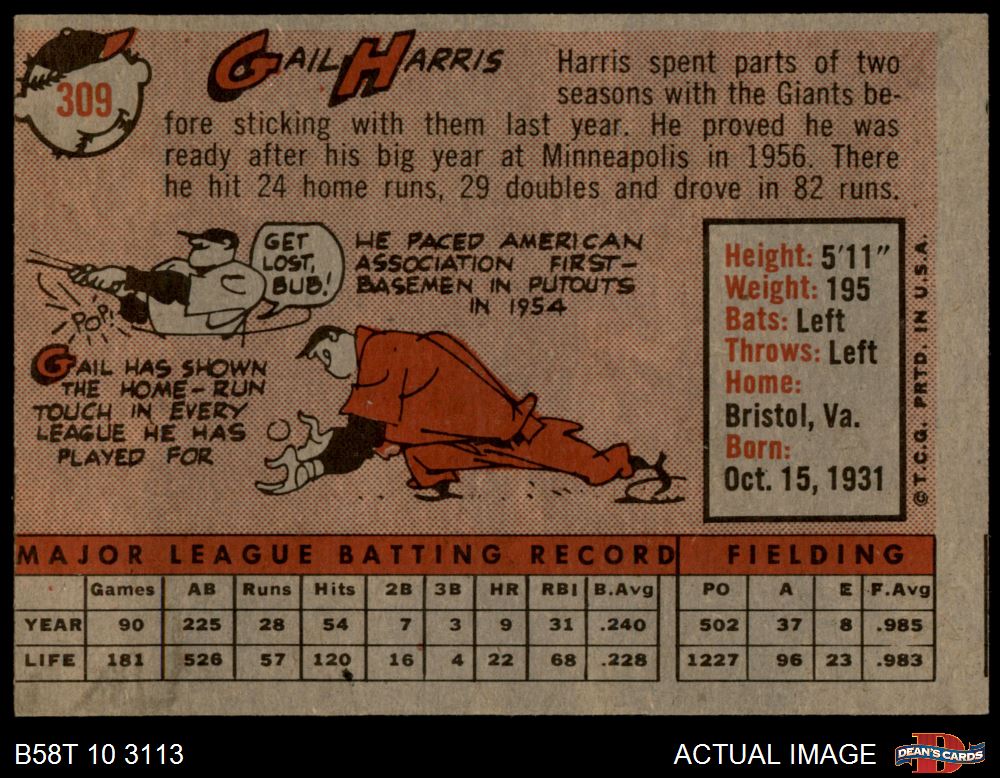 309
GAIL HARRIS
Harris spent parts of two
seasons with the Giants be-
fore sticking with them last year. He proved he was
ready after his big year at Minneapolis in 1956. There
he hit 24 home runs, 29 doubles and drove in 82 runs.
GET
LOST,
BUB!
POP!
HE PACED AMERICAN
ASSOCIATION FIRST-
BASEMEN IN PUTOUTS
IN 1954
GAIL HAS SHOWN
THE HOME-RUN
TOUCH IN EVERY
LEAGUE HE HAS
PLAYED FOR
Height: 5'11"
Weight: 195
Bats: Left
Throws: Left
Home:
Bristol, Va.
Born:
Oct. 15, 1931
© T.C.G. PRTD. IN U.S.A.
MAJOR LEAGUE BATTING RECORD FIELDING
Games AB Runs Hits 2B 3B HR RBI B.Avg PO A E F.Avg
YEAR 90 225 28 54 7 3 9 31 .240 502 37 8 .985
LIFE 181 526 57 120 16 4 22 68 .228 1227 96 23 .983
B58T 10 3113
ACTUAL IMAGE
DEAN'S CARDS